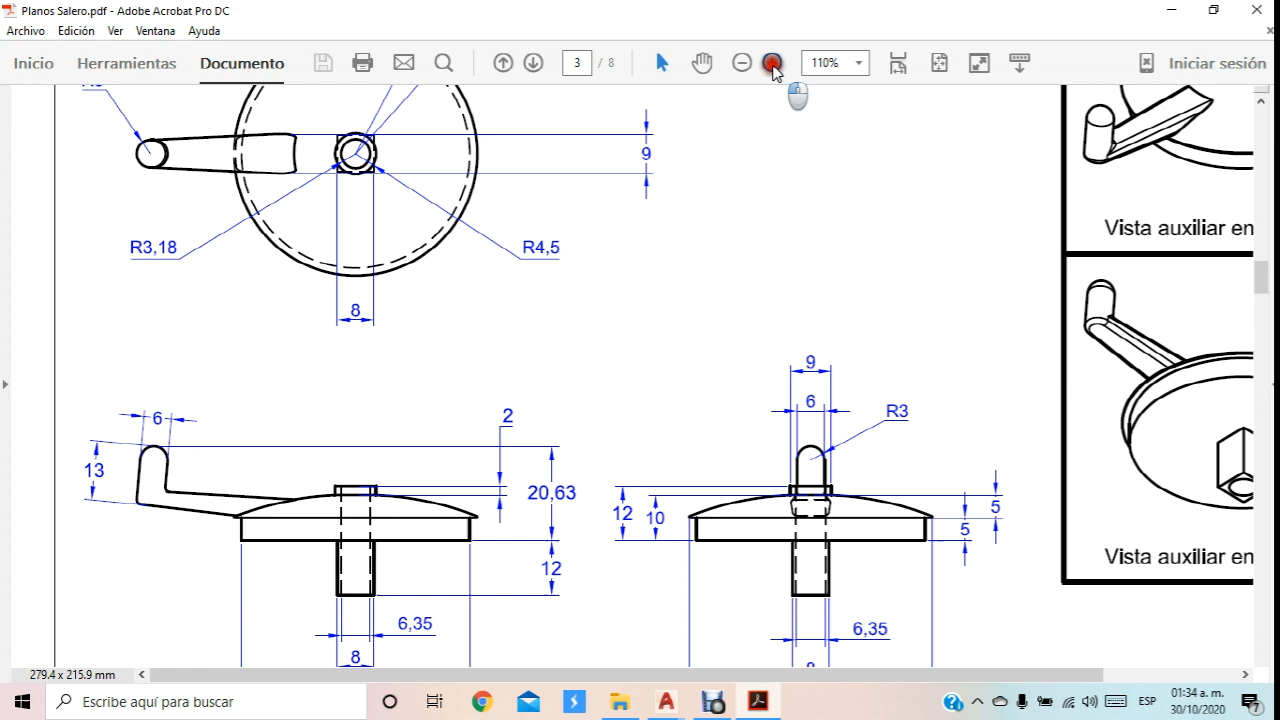 Planos Salero.pdf - Adobe Acrobat Pro DC
Archivo Edición Ver Ventana Ayuda
Inicio Herramientas Documento 3 / 8 110% Iniciar sesión
9
R3,18 R4,5
8
Vista auxiliar en
9
6 R3
6 2
13 20,63
12 10 5
5
12
6,35 6,35
8
Vista auxiliar en
279.4 x 215.9 mm
Escribe aquí para buscar
ESP 01:34 a. m.
30/10/2020
7